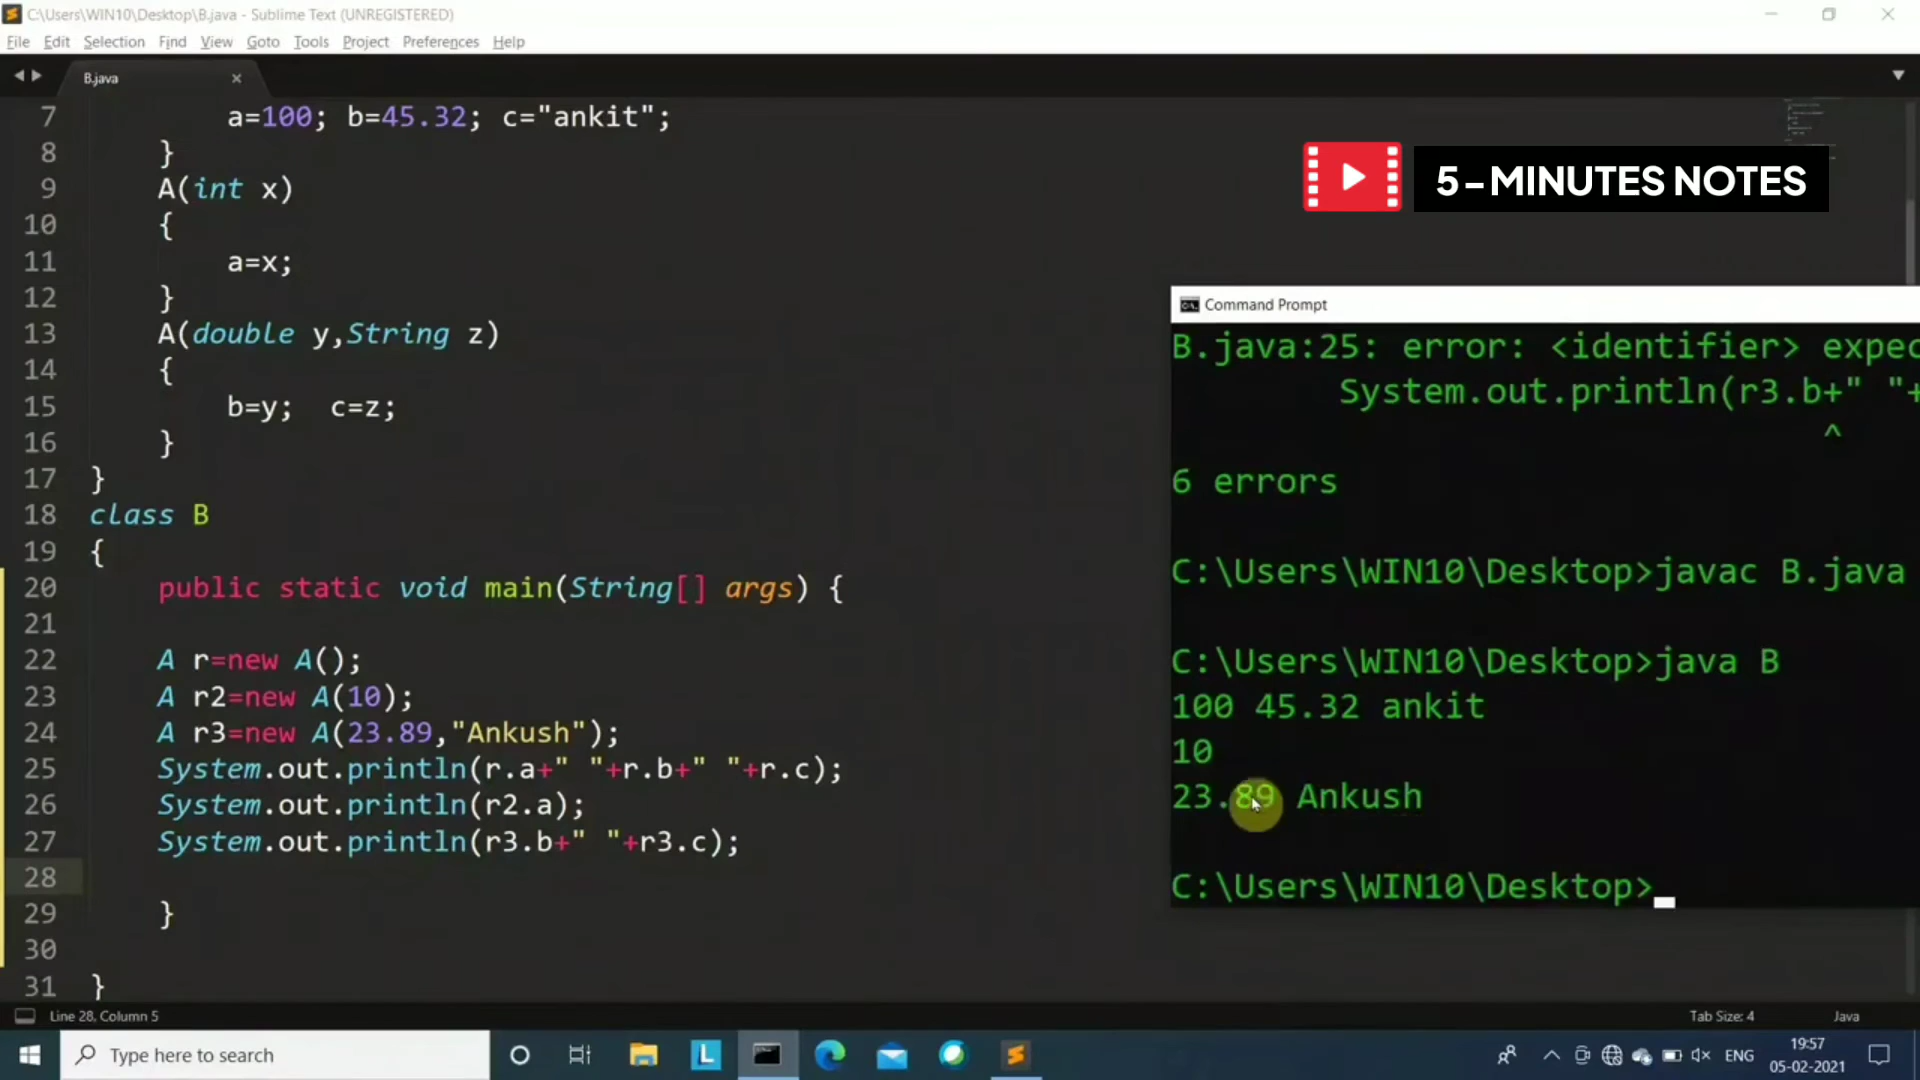 C:\Users\WIN10\Desktop\B.java - Sublime Text (UNREGISTERED)
File Edit Selection Find View Goto Tools Project Preferences Help
B.java
7 a=100; b=45.32; c="ankit";
8 }
9 A(int x)
10 {
11 a=x;
12 }
13 A(double y,String z)
14 {
15 b=y; c=z;
16 }
17 }
18 class B
19 {
20 public static void main(String[] args) {
21
22 A r=new A();
23 A r2=new A(10);
24 A r3=new A(23.89,"Ankush");
25 System.out.println(r.a+" "+r.b+" "+r.c);
26 System.out.println(r2.a);
27 System.out.println(r3.b+" "+r3.c);
28
29 }
30
31 }
5-MINUTES NOTES
Command Prompt
B.java:25: error: <identifier> expec
System.out.println(r3.b+" "+
^
6 errors
C:\Users\WIN10\Desktop>javac B.java
C:\Users\WIN10\Desktop>java B
100 45.32 ankit
10
23.89 Ankush
C:\Users\WIN10\Desktop>
Line 28, Column 5
Tab Size: 4
Java
Type here to search
L
ENG
19:57
05-02-2021